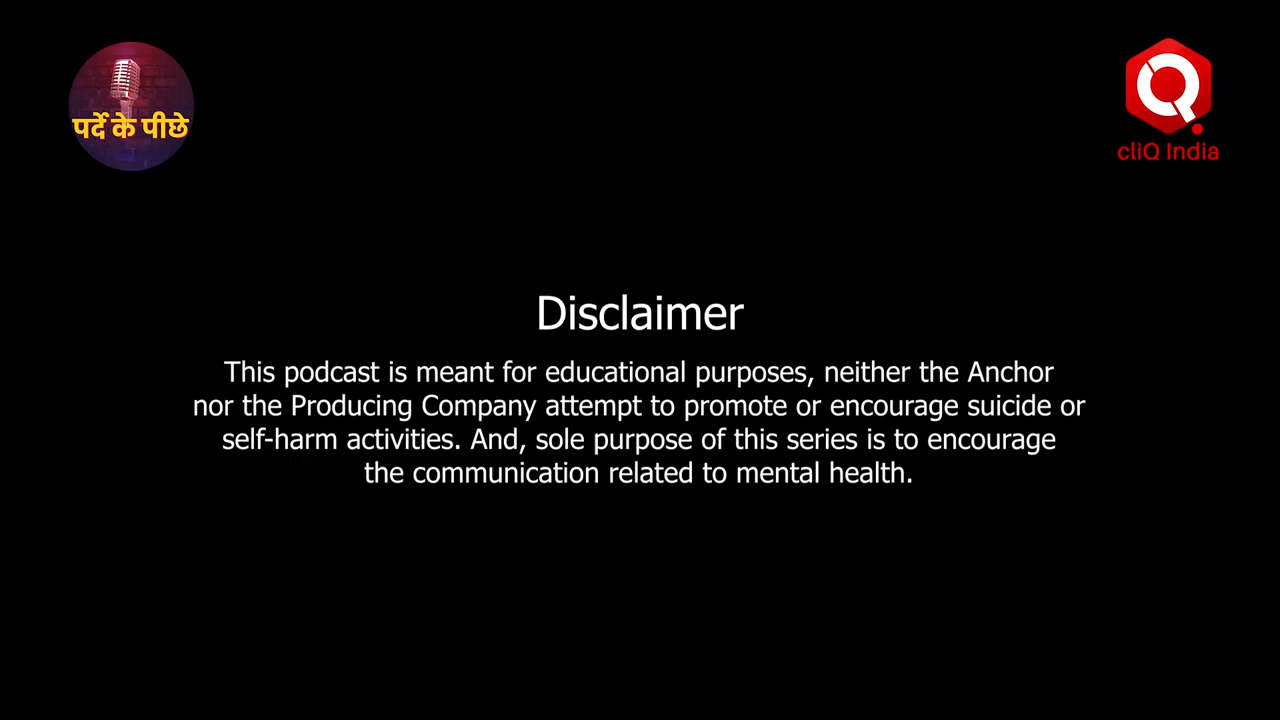 पर्दे के पीछे
cliQ India
Disclaimer
This podcast is meant for educational purposes, neither the Anchor
nor the Producing Company attempt to promote or encourage suicide or
self-harm activities. And, sole purpose of this series is to encourage
the communication related to mental health.